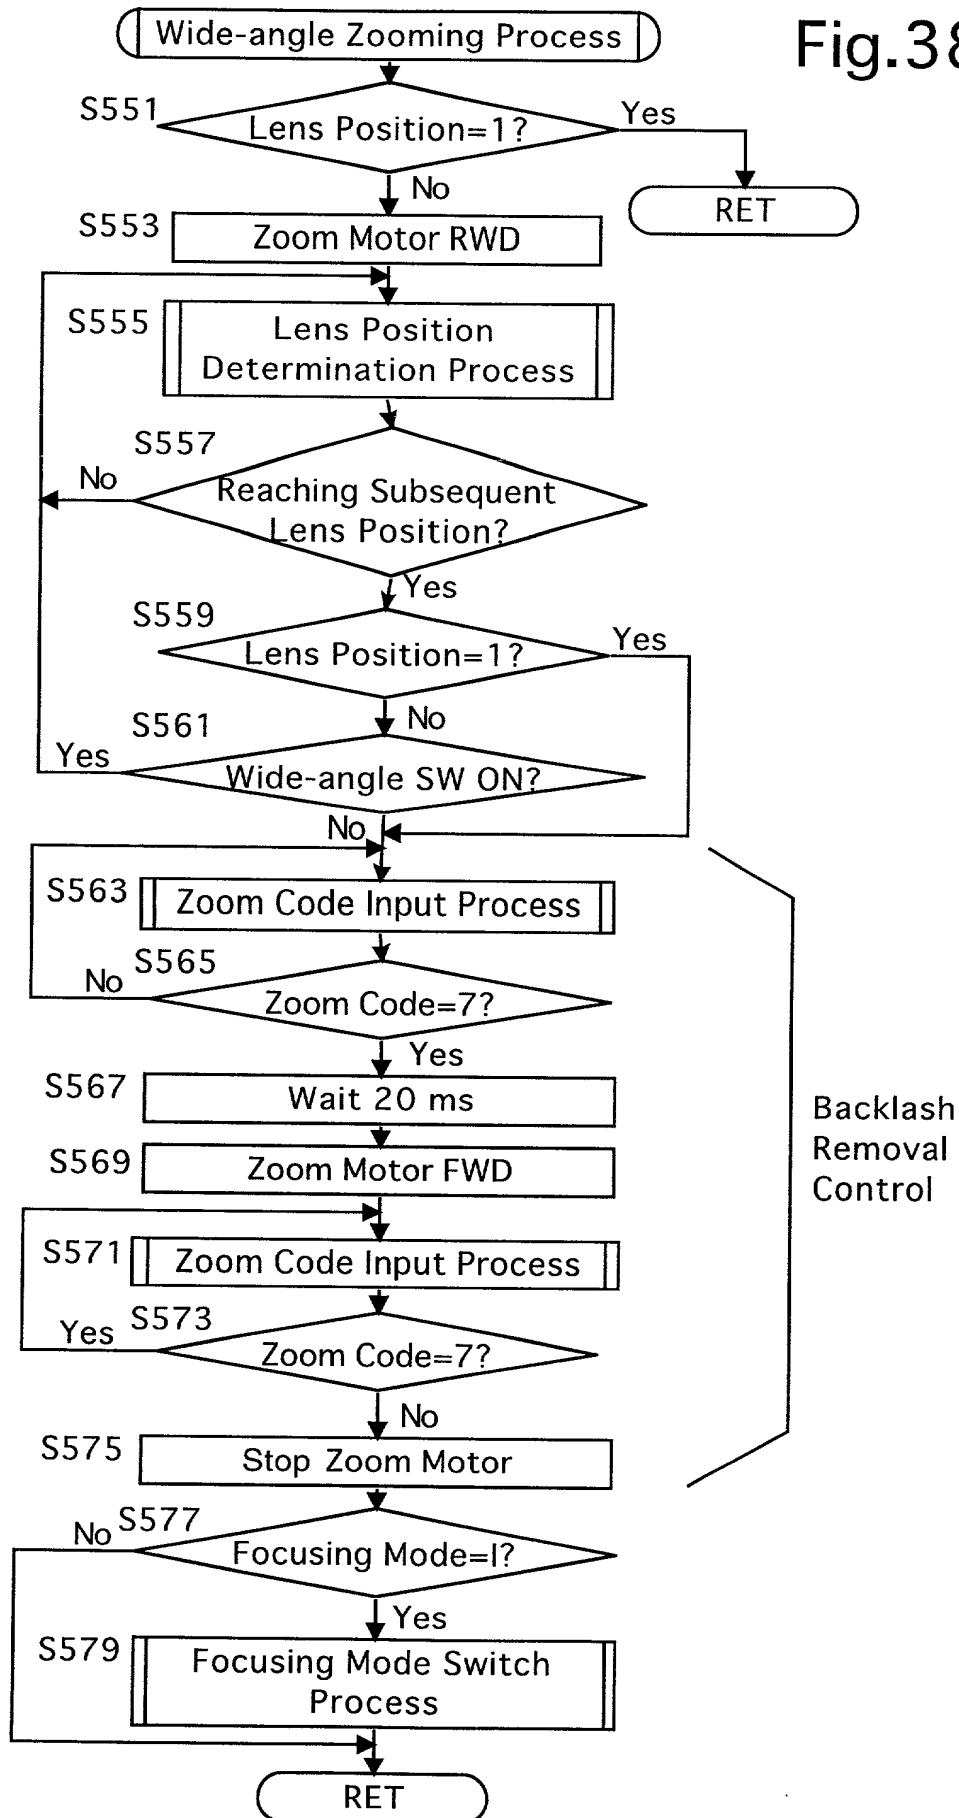 Fig.38
Wide-angle Zooming Process
S551
Lens Position=1?
Yes
RET
No
S553
Zoom Motor RWD
S555
Lens Position
Determination Process
S557
No
Reaching Subsequent
Lens Position?
Yes
S559
Lens Position=1?
Yes
No
S561
Yes
Wide-angle SW ON?
No
S563
Zoom Code Input Process
S565
No
Zoom Code=7?
Yes
S567
Wait 20 ms
S569
Zoom Motor FWD
Backlash
Removal
Control
S571
Zoom Code Input Process
S573
Yes
Zoom Code=7?
No
S575
Stop Zoom Motor
S577
No
Focusing Mode=I?
Yes
S579
Focusing Mode Switch
Process
RET